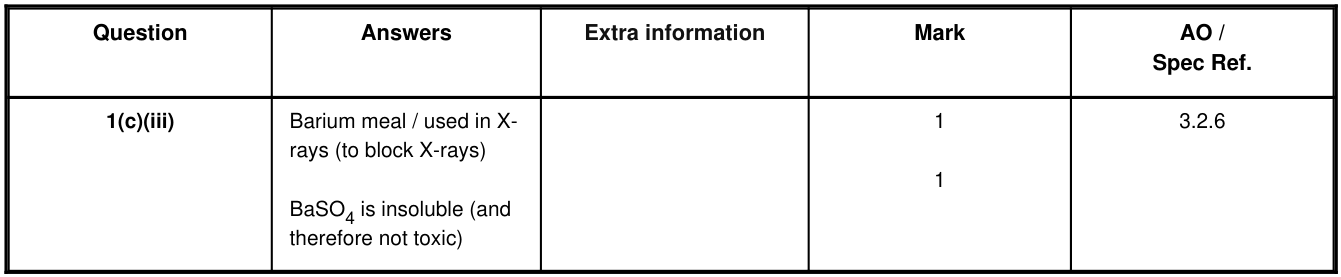 Question Answers Extra information Mark AO /
Spec Ref.
1(c)(iii) Barium meal / used in X- 1 3.2.6
rays (to block X-rays)
1
BaSO4 is insoluble (and
therefore not toxic)